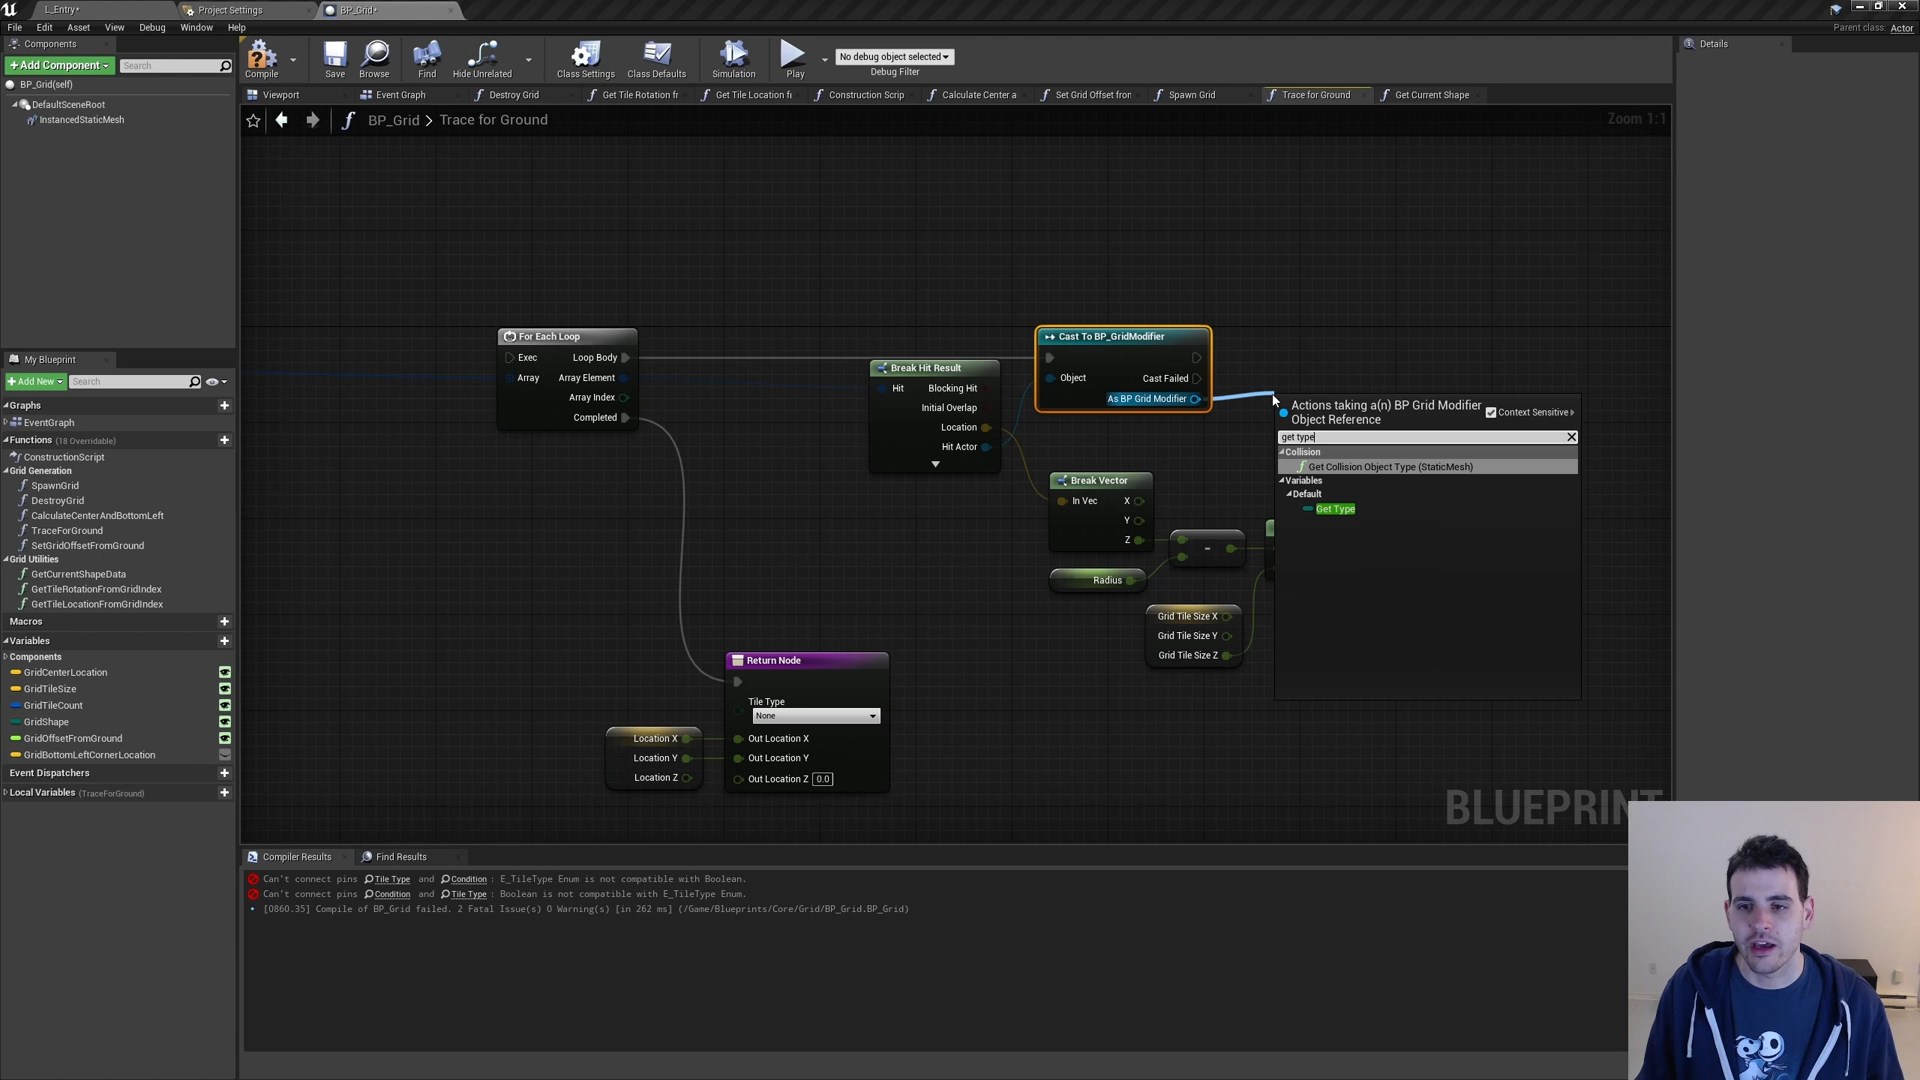 L_Entry*
Project Settings
BP_Grid*
File Edit Asset View Debug Window Help
Parent class: Actor
Components
Add Component
Search
BP_Grid(self)
DefaultSceneRoot
InstancedStaticMesh
Compile
Save
Browse
Find
Hide Unrelated
Class Settings
Class Defaults
Simulation
Play
No debug object selected
Debug Filter
Details
Viewport
Event Graph
Destroy Grid
Get Tile Rotation fr
Get Tile Location fr
Construction Scrip
Calculate Center a
Set Grid Offset fron
Spawn Grid
Trace for Ground
Get Current Shape
BP_Grid > Trace for Ground
Zoom 1:1
For Each Loop
Exec Loop Body
Array Array Element
Array Index
Completed
Break Hit Result
Hit Blocking Hit
Initial Overlap
Location
Hit Actor
Cast To BP_GridModifier
Object Cast Failed
As BP Grid Modifier
Actions taking a(n) BP Grid Modifier
Object Reference
Context Sensitive
get type
Collision
Get Collision Object Type (StaticMesh)
Variables
Default
Get Type
Break Vector
In Vec X
Y
Z
-
Radius
Grid Tile Size X
Grid Tile Size Y
Grid Tile Size Z
Return Node
Tile Type
None
Location X Out Location X
Location Y Out Location Y
Location Z Out Location Z 0.0
My Blueprint
Add New
Search
Graphs
EventGraph
Functions (18 Overridable)
ConstructionScript
Grid Generation
SpawnGrid
DestroyGrid
CalculateCenterAndBottomLeft
TraceForGround
SetGridOffsetFromGround
Grid Utilities
GetCurrentShapeData
GetTileRotationFromGridIndex
GetTileLocationFromGridIndex
Macros
Variables
Components
GridCenterLocation
GridTileSize
GridTileCount
GridShape
GridOffsetFromGround
GridBottomLeftCornerLocation
Event Dispatchers
Local Variables (TraceForGround)
BLUEPRIN
Compiler Results
Find Results
Can't connect pins Tile Type and Condition : E_TileType Enum is not compatible with Boolean.
Can't connect pins Condition and Tile Type : Boolean is not compatible with E_TileType Enum.
[0860.35] Compile of BP_Grid failed. 2 Fatal Issue(s) 0 Warning(s) [in 262 ms] (/Game/Blueprints/Core/Grid/BP_Grid.BP_Grid)